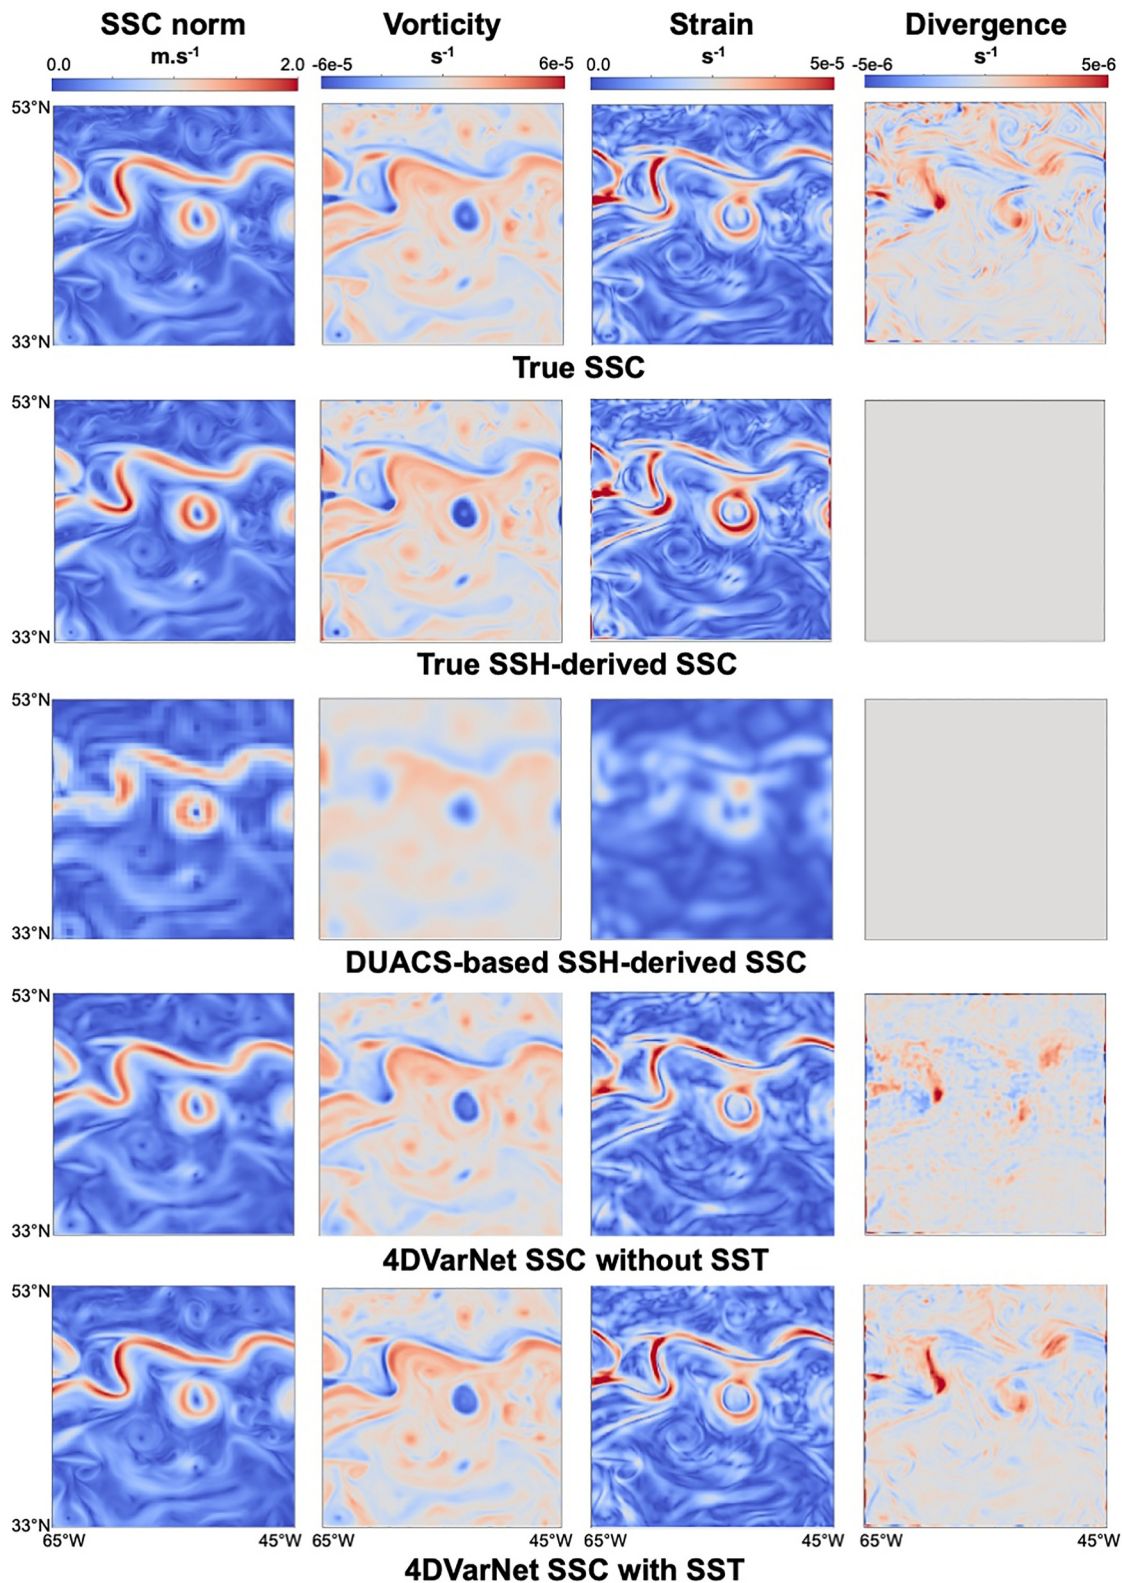 SSC norm Vorticity Strain Divergence
m.s-1 s-1 s-1 s-1
0.0 2.0 -6e-5 6e-5 0.0 5e-5 -5e-6 5e-6
53°N
33°N
True SSC
53°N
33°N
True SSH-derived SSC
53°N
33°N
DUACS-based SSH-derived SSC
53°N
33°N
4DVarNet SSC without SST
53°N
33°N
65°W 45°W 45°W 65°W 45°W 65°W 45°W
4DVarNet SSC with SST